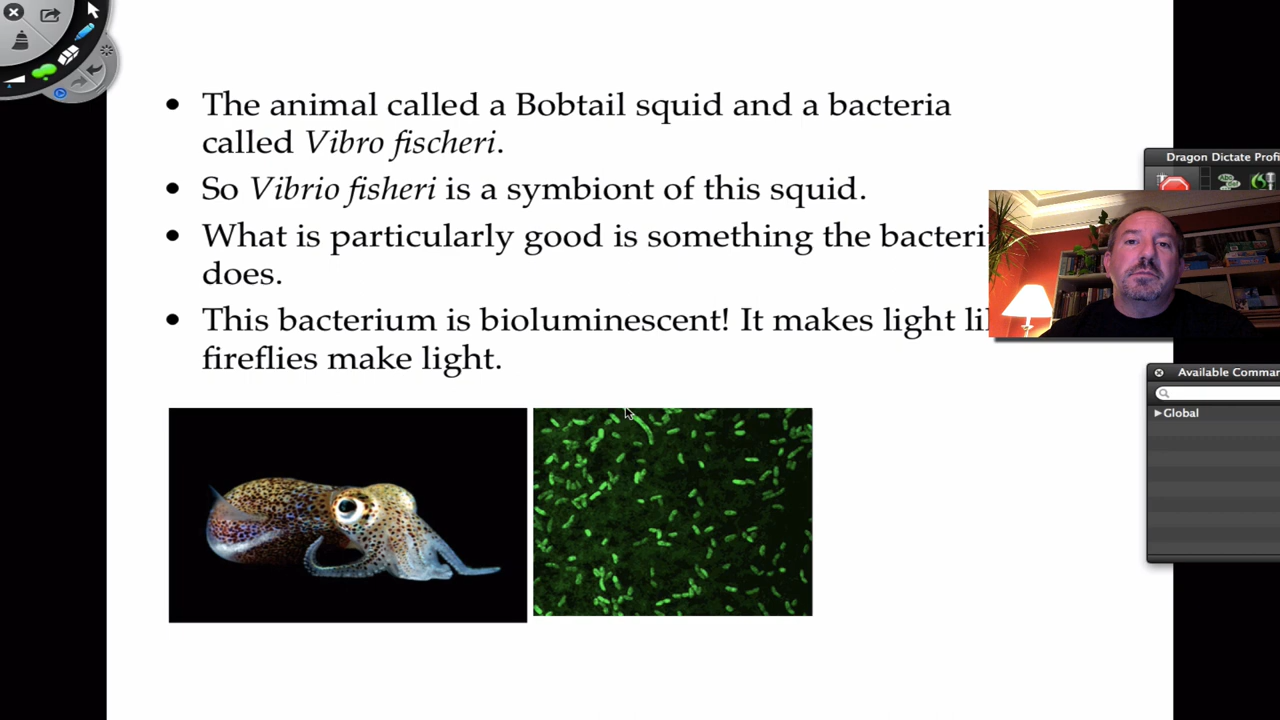 • The animal called a Bobtail squid and a bacteria
called Vibro fischeri.
• So Vibrio fisheri is a symbiont of this squid.
• What is particularly good is something the bacteri
does.
• This bacterium is bioluminescent! It makes light li
fireflies make light.
Dragon Dictate Profi
Available Comma
Global